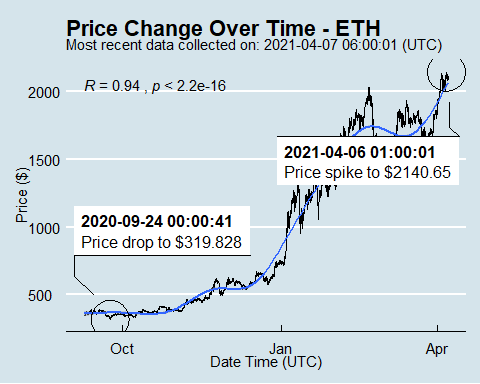 Price Change Over Time - ETH
Most recent data collected on: 2021-04-07 06:00:01 (UTC)
R = 0.94 , p < 2.2e-16
2000
1500
1000
500
Price ($)
2021-04-06 01:00:01
Price spike to $2140.65
2020-09-24 00:00:41
Price drop to $319.828
Oct
Jan
Apr
Date Time (UTC)